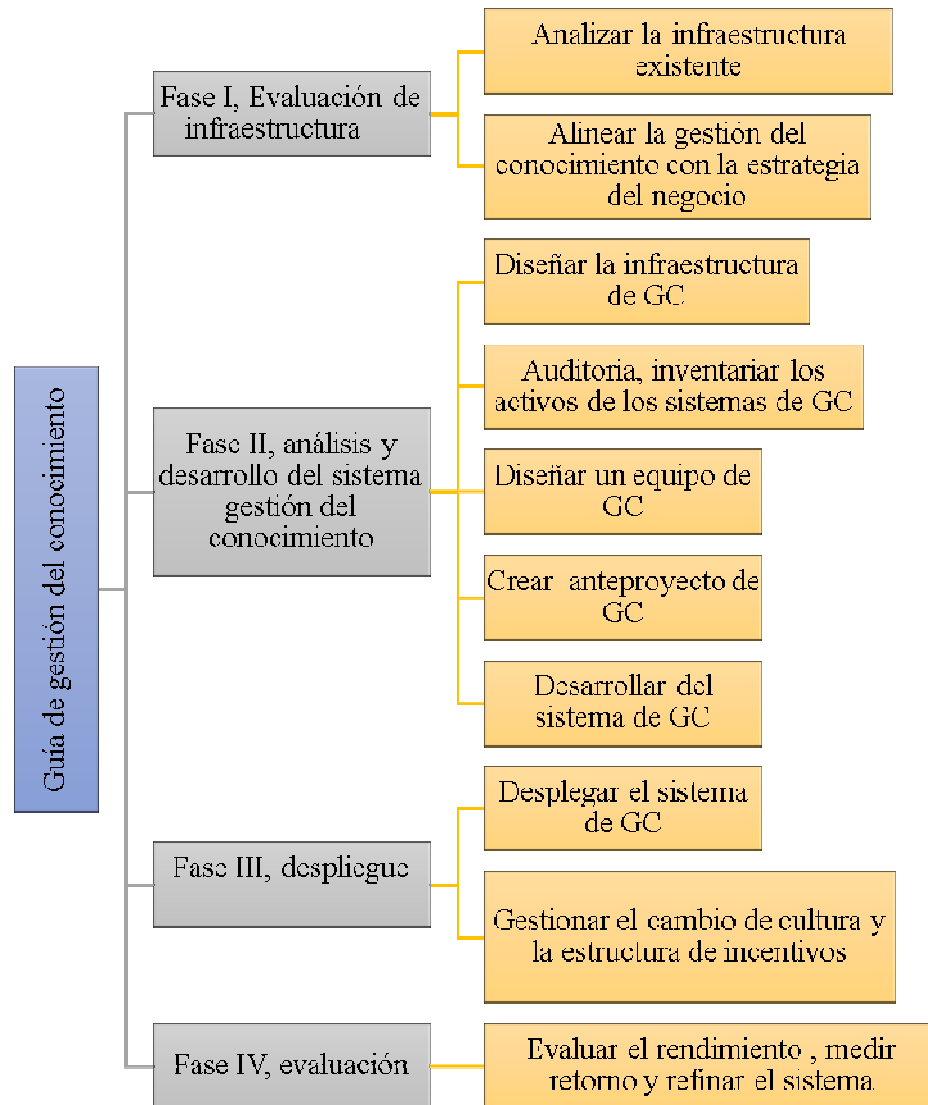 Guía de gestión del conocimiento
Fase I, Evaluación de
infraestructura
Analizar la infraestructura
existente
Alinear la gestión del
conocimiento con la estrategia
del negocio
Fase II, análisis y
desarrollo del sistema
gestión del
conocimiento
Diseñar la infraestructura
de GC
Auditoria, inventariar los
activos de los sistemas de GC
Diseñar un equipo de
GC
Crear anteproyecto de
GC
Desarrollar del
sistema de GC
Fase III, despliegue
Desplegar el sistema
de GC
Gestionar el cambio de cultura y
la estructura de incentivos
Fase IV, evaluación
Evaluar el rendimiento , medir
retorno y refinar el sistema